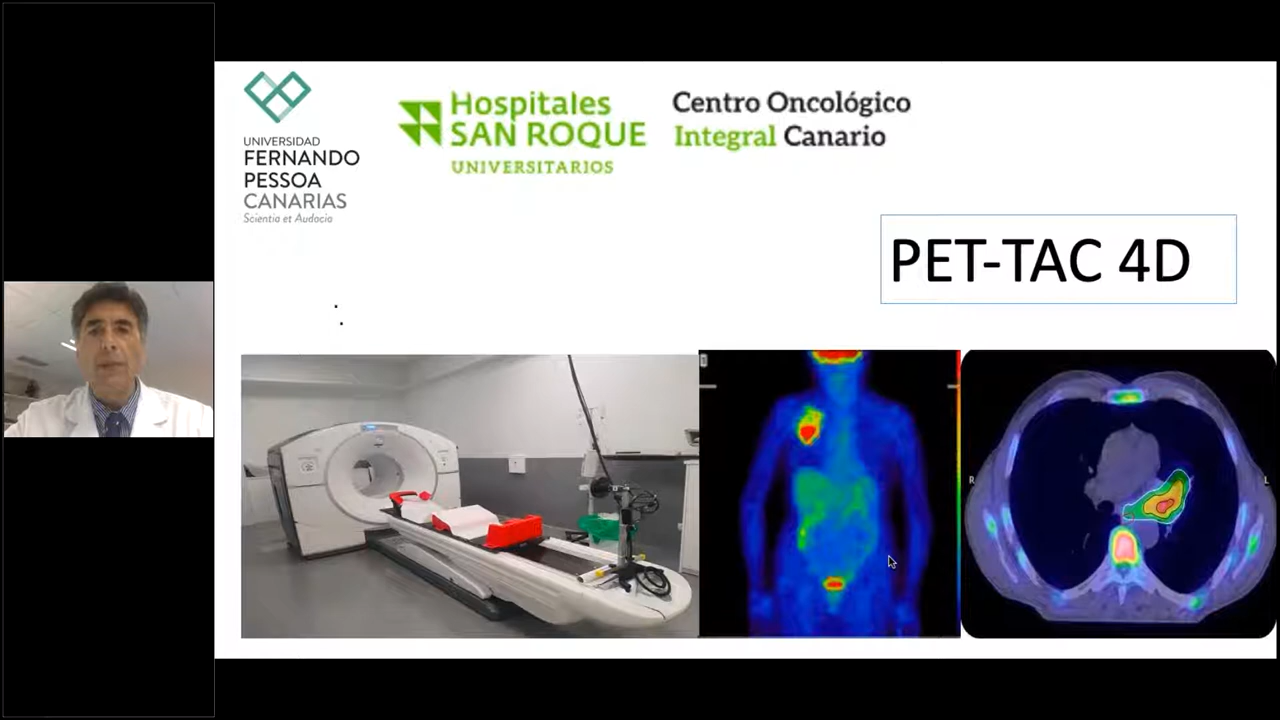 UNIVERSIDAD
FERNANDO
PESSOA
CANARIAS
Scientia et Audacia
Hospitales
SAN ROQUE
UNIVERSITARIOS
Centro Oncológico
Integral Canario
PET-TAC 4D
R
L